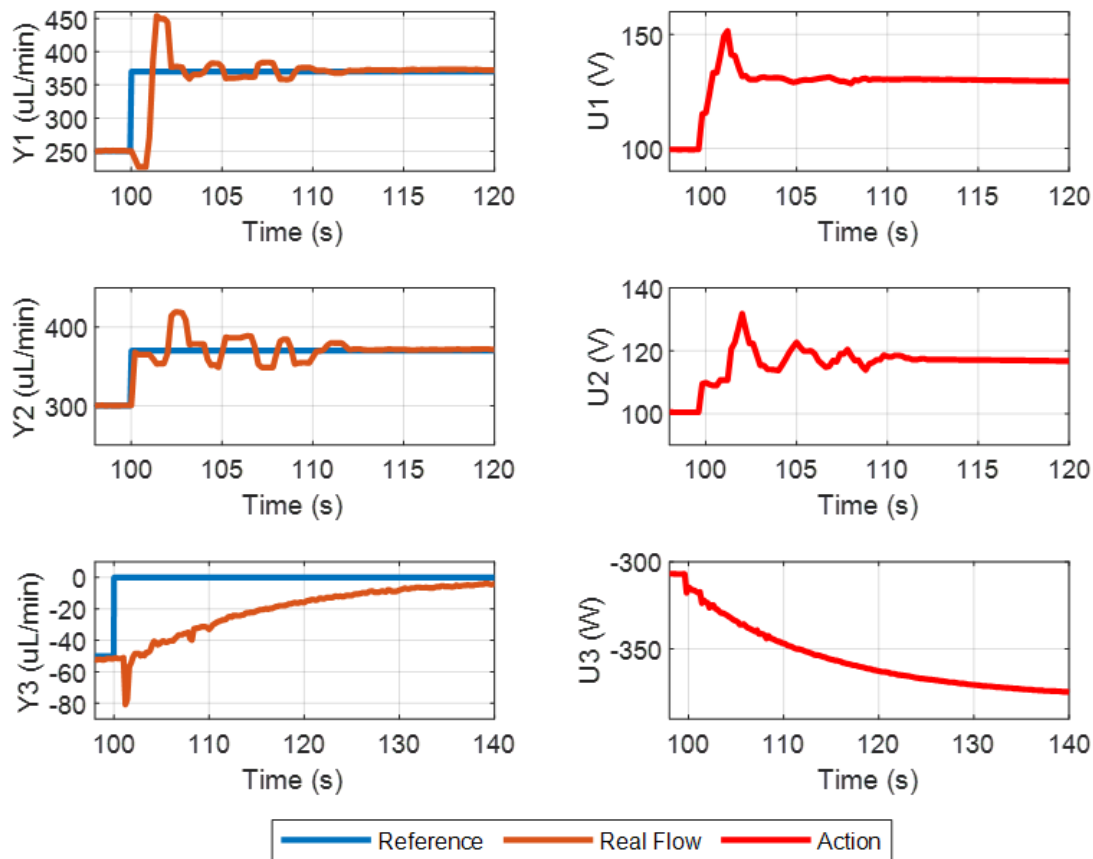 450
400
350
300
250
Y1 (uL/min)
100 105 110 115 120
Time (s)
150
100
U1 (V)
100 105 110 115 120
Time (s)
400
300
Y2 (uL/min)
100 105 110 115 120
Time (s)
140
120
100
U2 (V)
100 105 110 115 120
Time (s)
0
-20
-40
-60
-80
Y3 (uL/min)
100 110 120 130 140
Time (s)
-300
-350
U3 (W)
100 110 120 130 140
Time (s)
Reference Real Flow Action